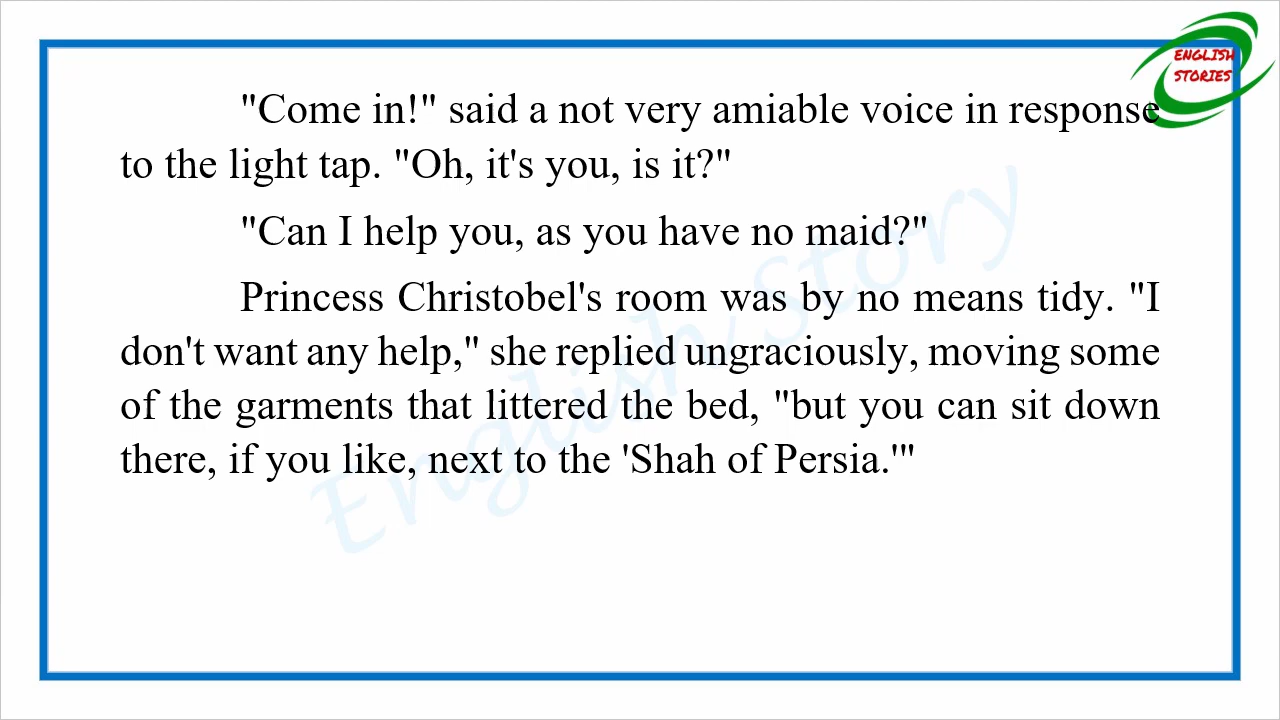 ENGLISH
STORIES
"Come in!" said a not very amiable voice in response
to the light tap. "Oh, it's you, is it?"
"Can I help you, as you have no maid?"
Princess Christobel's room was by no means tidy. "I
don't want any help," she replied ungraciously, moving some
of the garments that littered the bed, "but you can sit down
there, if you like, next to the 'Shah of Persia.'"
English Story